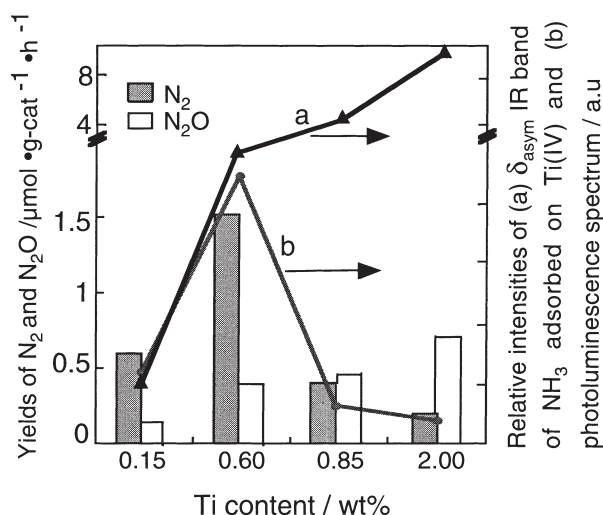 Yields of N₂ and N₂O /μmol •g-cat⁻¹ •h⁻¹
8
4
1.5
1
0.5
0
N₂
N₂O
a
b
0.15 0.60 0.85 2.00
Ti content / wt%
Relative intensities of (a) δasym IR band
of NH₃ adsorbed on Ti(IV) and (b)
photoluminescence spectrum / a.u